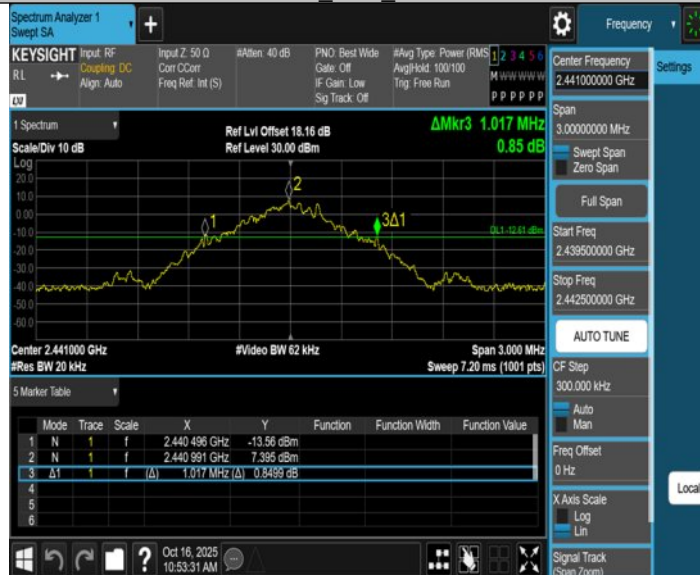 Spectrum Analyzer 1
Swept SA
+
Frequency
KEYSIGHT
RL
LXI
Input: RF
Coupling: DC
Align: Auto
Input Z: 50 Ω
Corr CCorr
Freq Ref: Int (S)
#Atten: 40 dB
PNO: Best Wide
Gate: Off
IF Gain: Low
Sig Track: Off
#Avg Type: Power (RMS
Avg|Hold: 100/100
Trig: Free Run
1 2 3 4 5 6
M W W W W W
P P P P P P
1 Spectrum
Scale/Div 10 dB
Ref Lvl Offset 18.16 dB
Ref Level 30.00 dBm
ΔMkr3 1.017 MHz
0.85 dB
Log
20.0
10.0
0.00
-10.0
-20.0
-30.0
-40.0
-50.0
-60.0
1
2
3Δ1
DL1 -12.61 dBm
Center 2.441000 GHz
#Res BW 20 kHz
#Video BW 62 kHz
Span 3.000 MHz
Sweep 7.20 ms (1001 pts)
5 Marker Table
Mode Trace Scale X Y Function Function Width Function Value
1 N 1 f 2.440 496 GHz -13.56 dBm
2 N 1 f 2.440 991 GHz 7.395 dBm
3 Δ1 1 f (Δ) 1.017 MHz (Δ) 0.8499 dB
4
5
6
?
Oct 16, 2025
10:53:31 AM
Center Frequency
2.441000000 GHz
Span
3.00000000 MHz
Swept Span
Zero Span
Full Span
Start Freq
2.439500000 GHz
Stop Freq
2.442500000 GHz
AUTO TUNE
CF Step
300.000 kHz
Auto
Man
Freq Offset
0 Hz
X Axis Scale
Log
Lin
Signal Track
(Span Zoom)
Settings
Local